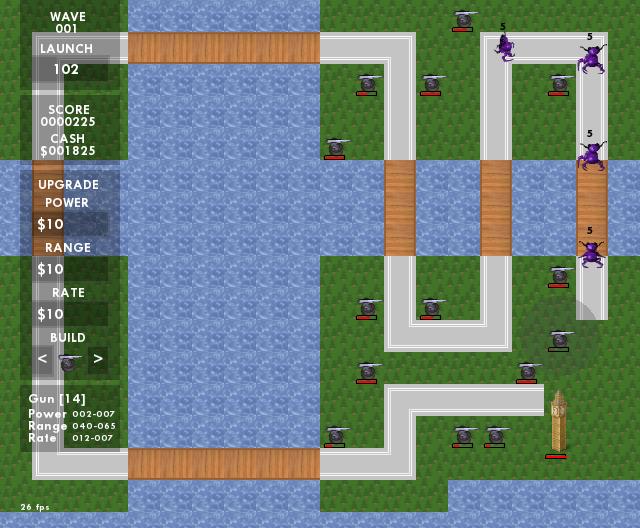 WAVE
001
LAUNCH
102
SCORE
0000225
CASH
$001825
UPGRADE
POWER
$10
RANGE
$10
RATE
$10
BUILD
< >
Gun [14]
Power 002-007
Range 040-065
Rate 012-007
26 fps
5
5
5
5